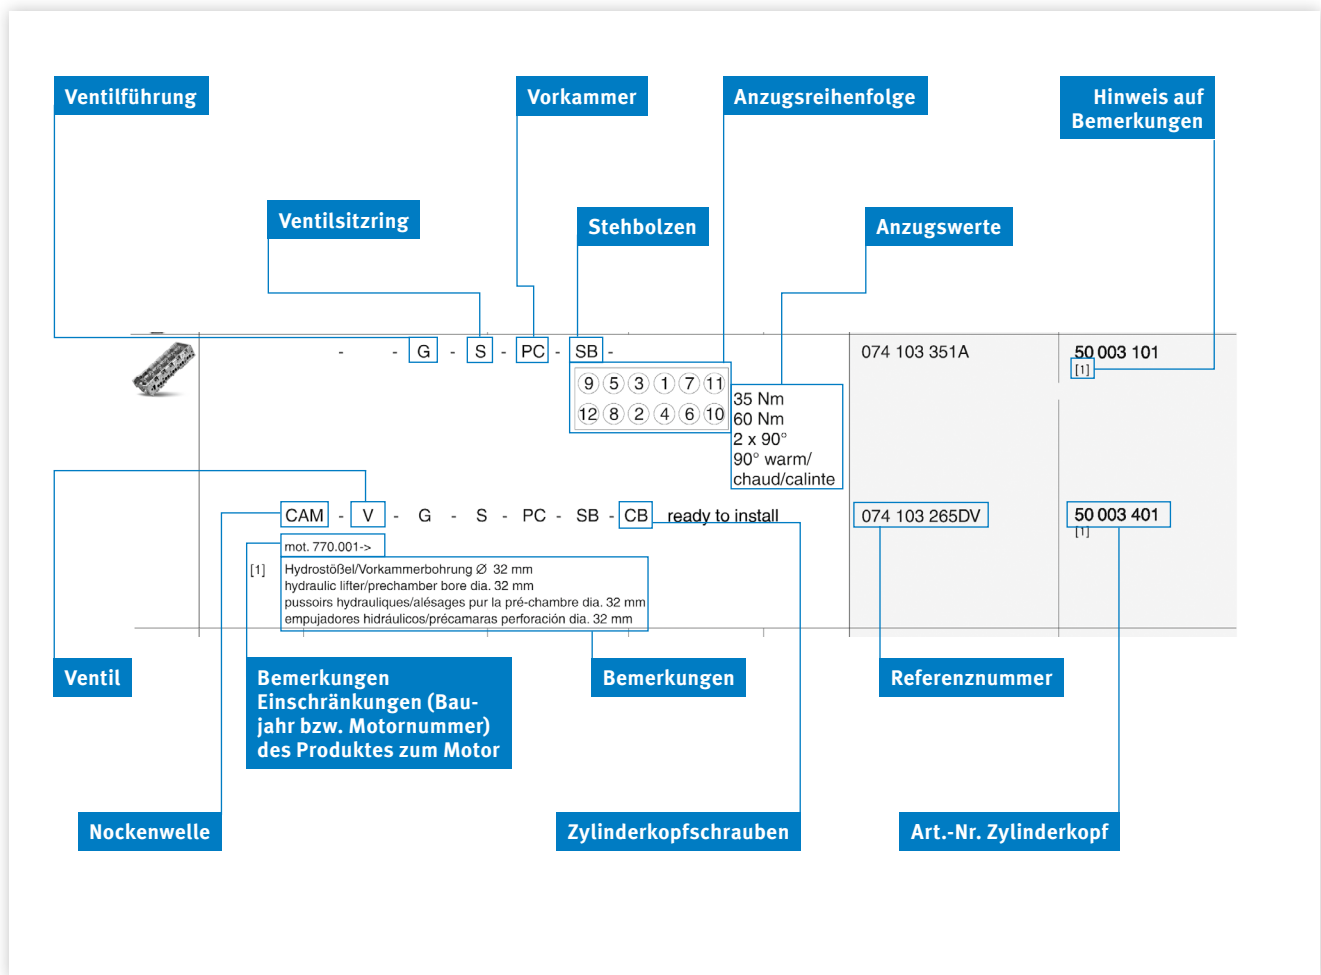 Ventilführung
Vorkammer
Anzugsreihenfolge
Hinweis auf
Bemerkungen
Ventilsitzring
Stehbolzen
Anzugswerte
- - G - S - PC - SB -
074 103 351A
50 003 101
[1]
9 5 3 1 7 11
12 8 2 4 6 10
35 Nm
60 Nm
2 x 90°
90° warm/
chaud/calinte
CAM - V - G - S - PC - SB - CB ready to install
074 103 265DV
50 003 401
[1]
mot. 770.001->
[1] Hydrostößel/Vorkammerbohrung Ø 32 mm
hydraulic lifter/prechamber bore dia. 32 mm
pussoirs hydrauliques/alésages pur la pré-chambre dia. 32 mm
empujadores hidráulicos/précamaras perforación dia. 32 mm
Ventil
Bemerkungen
Einschränkungen (Bau-
jahr bzw. Motornummer)
des Produktes zum Motor
Bemerkungen
Referenznummer
Nockenwelle
Zylinderkopfschrauben
Art.-Nr. Zylinderkopf